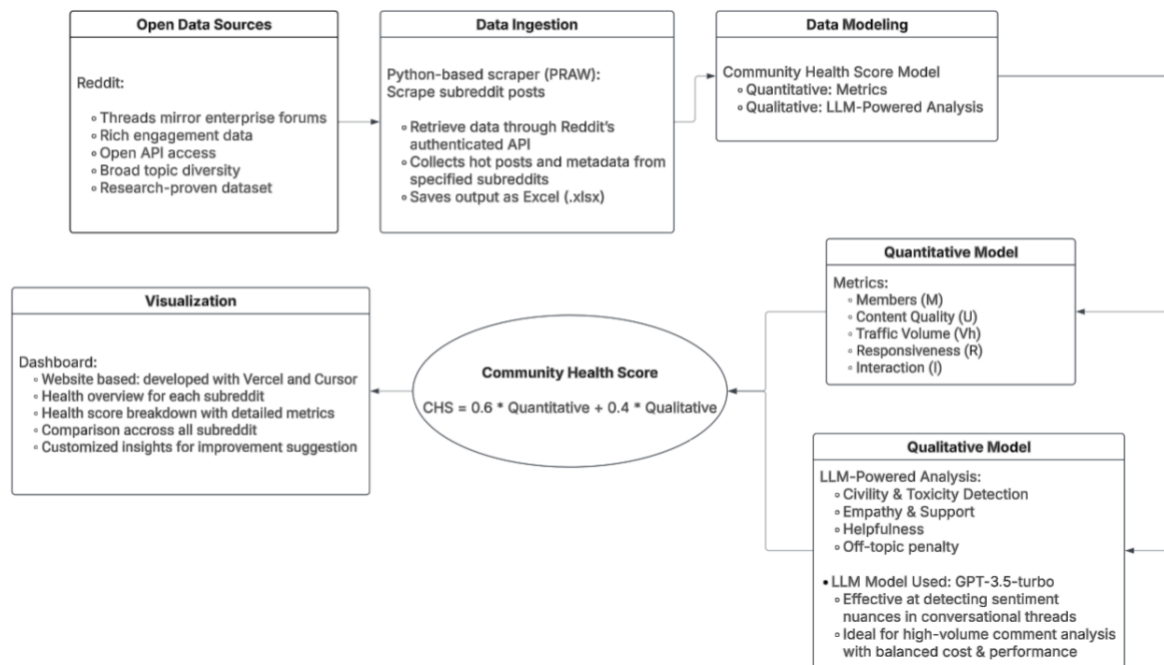 Open Data Sources
Reddit:
Threads mirror enterprise forums
Rich engagement data
Open API access
Broad topic diversity
Research-proven dataset
Data Ingestion
Python-based scraper (PRAW):
Scrape subreddit posts
Retrieve data through Reddit's
authenticated API
Collects hot posts and metadata from
specified subreddits
Saves output as Excel (.xlsx)
Data Modeling
Community Health Score Model
Quantitative: Metrics
Qualitative: LLM-Powered Analysis
Quantitative Model
Metrics:
Members (M)
Content Quality (U)
Traffic Volume (Vh)
Responsiveness (R)
Interaction (I)
Qualitative Model
LLM-Powered Analysis:
Civility & Toxicity Detection
Empathy & Support
Helpfulness
Off-topic penalty
LLM Model Used: GPT-3.5-turbo
Effective at detecting sentiment
nuances in conversational threads
Ideal for high-volume comment analysis
with balanced cost & performance
Community Health Score
CHS = 0.6 * Quantitative + 0.4 * Qualitative
Visualization
Dashboard:
Website based: developed with Vercel and Cursor
Health overview for each subreddit
Health score breakdown with detailed metrics
Comparison accross all subreddit
Customized insights for improvement suggestion